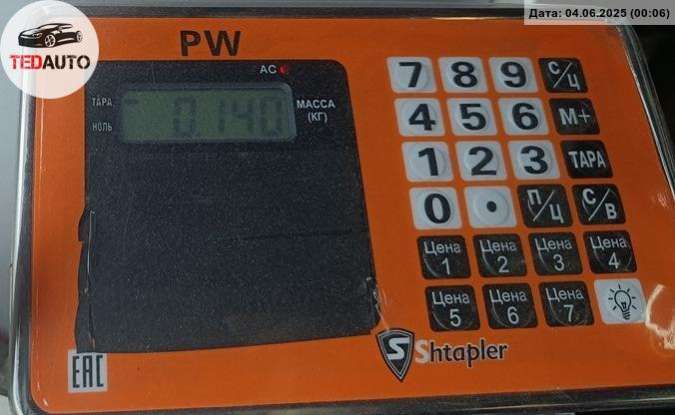 Дата: 04.06.2025 (00:06)
TEDAUTO
PW
AC
ТАРА
НОЛЬ
0.140
МАССА
(КГ)
7 8 9 С/Ц
4 5 6 М+
1 2 3 ТАРА
0 . П/Ц С/В
Цена 1 Цена 2 Цена 3 Цена 4
Цена 5 Цена 6 Цена 7
S Shtapler
EAC